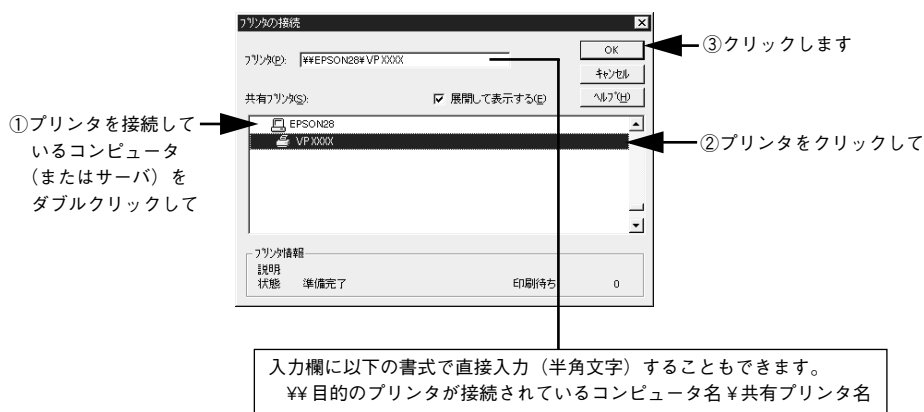 プリンタの接続
プリンタ(P): ¥¥EPSON28¥VPXXXX
OK
キャンセル
ヘルプ(H)
共有プリンタ(S):
展開して表示する(E)
EPSON28
VPXXXX
プリンタ情報
説明
状態 準備完了 印刷待ち 0
①プリンタを接続して
いるコンピュータ
（またはサーバ）を
ダブルクリックして
②プリンタをクリックして
③クリックします
入力欄に以下の書式で直接入力（半角文字）することもできます。
¥¥目的のプリンタが接続されているコンピュータ名¥共有プリンタ名